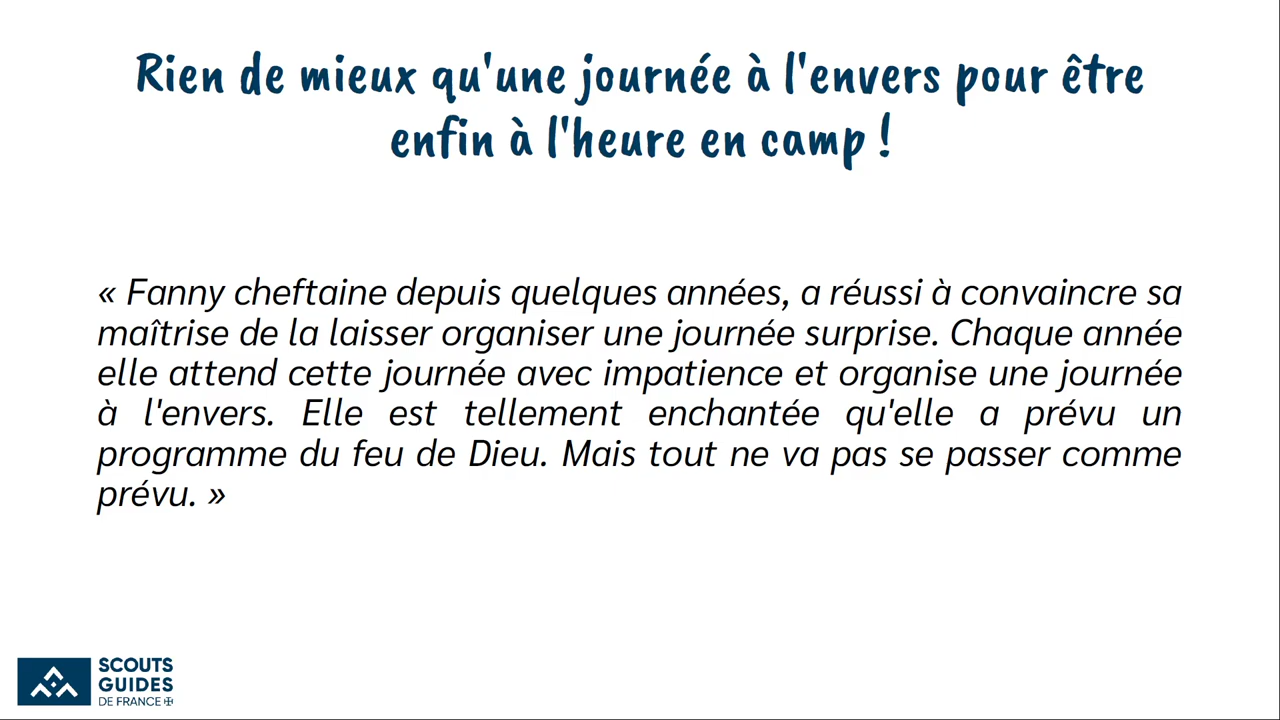 Rien de mieux qu'une journée à l'envers pour être
enfin à l'heure en camp !
« Fanny cheftaine depuis quelques années, a réussi à convaincre sa
maîtrise de la laisser organiser une journée surprise. Chaque année
elle attend cette journée avec impatience et organise une journée
à l'envers. Elle est tellement enchantée qu'elle a prévu un
programme du feu de Dieu. Mais tout ne va pas se passer comme
prévu. »
SCOUTS
GUIDES
DE FRANCE